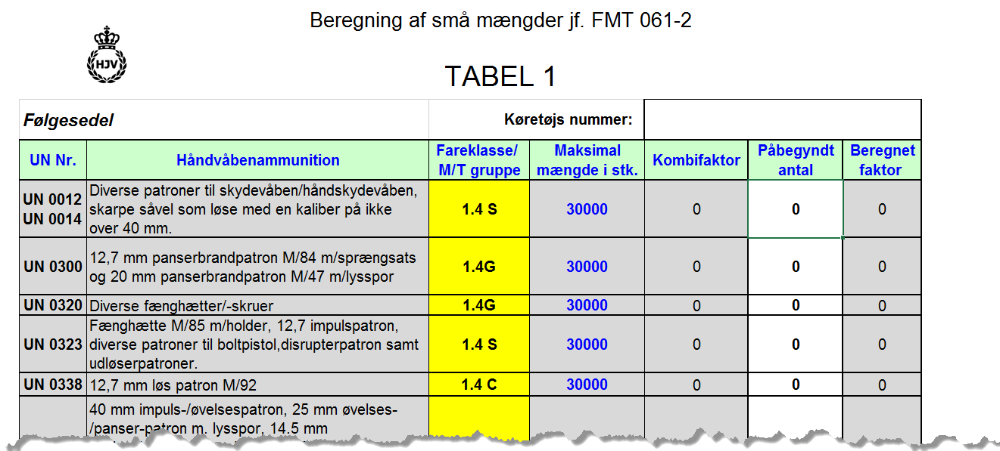 Beregning af små mængder jf. FMT 061-2
HJV
TABEL 1
Følgesedel Køretøjs nummer:
UN Nr. Håndvåbenammunition Fareklasse/ M/T gruppe Maksimal mængde i stk. Kombifaktor Påbegyndt antal Beregnet faktor
UN 0012
UN 0014
Diverse patroner til skydevåben/håndskydevåben,
skarpe såvel som løse med en kaliber på ikke
over 40 mm.
1.4 S 30000 0 0 0
UN 0300
12,7 mm panserbrandpatron M/84 m/sprængsats
og 20 mm panserbrandpatron M/47 m/lysspor
1.4G 30000 0 0 0
UN 0320 Diverse fænghætter/-skruer 1.4G 30000 0 0 0
UN 0323
Fænghætte M/85 m/holder, 12,7 impulspatron,
diverse patroner til boltpistol,disrupterpatron samt
udløserpatroner.
1.4 S 30000 0 0 0
UN 0338 12,7 mm løs patron M/92 1.4 C 30000 0 0 0
40 mm impuls-/øvelsespatron, 25 mm øvelses-
/panser-patron m. lysspor, 14.5 mm